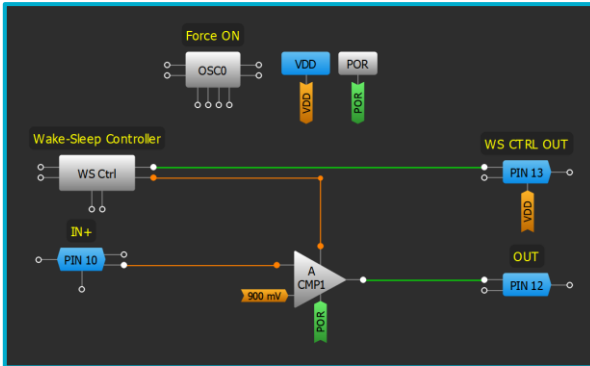 Force ON
OSC0
VDD
POR
VDD
POR
Wake-Sleep Controller
WS CTRL OUT
WS Ctrl
PIN 13
VDD
IN+
PIN 10
A
CMP1
900 mV
POR
OUT
PIN 12